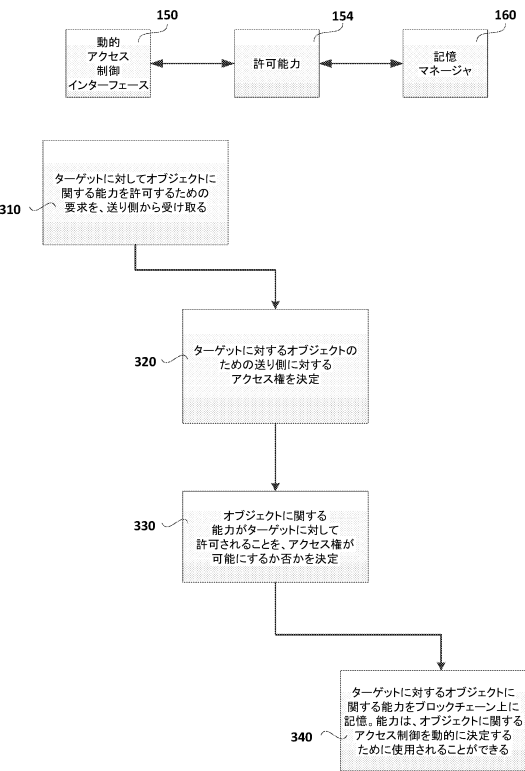 150
154
160
動的
アクセス
制御
インターフェース
許可能力
記憶
マネージャ
ターゲットに対してオブジェクトに
関する能力を許可するための
要求を、送り側から受け取る
310
ターゲットに対するオブジェクトの
ための送り側に対する
アクセス権を決定
320
オブジェクトに関する
能力がターゲットに対して
許可されることを、アクセス権が
可能にするか否かを決定
330
ターゲットに対するオブジェクトに
関する能力をブロックチェーン上に
記憶。能力は、オブジェクトに関する
アクセス制御を動的に決定する
ために使用されることができる
340